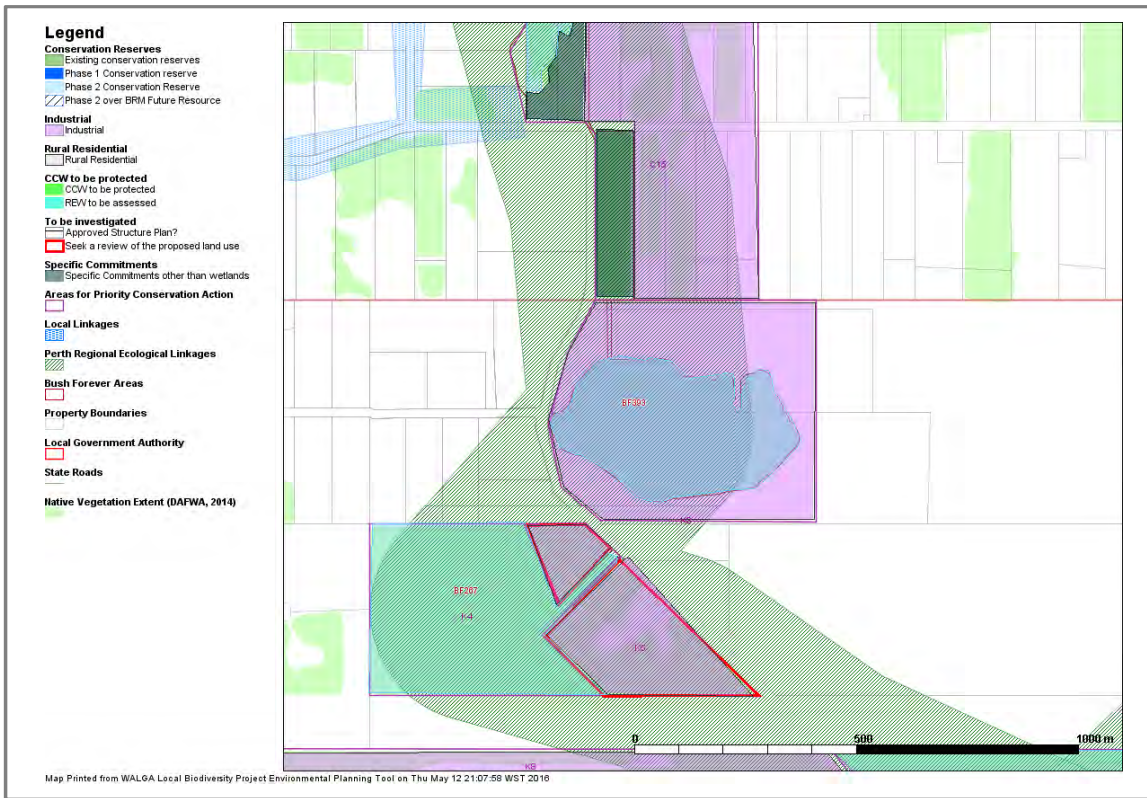 Legend
Conservation Reserves
Existing conservation reserves
Phase 1 Conservation reserve
Phase 2 Conservation reserve
Phase 2 over BRM Future Resource
Industrial
Industrial
Rural Residential
Rural Residential
CCW to be protected
CCW to be protected
REW to be assessed
To be investigated
Approved Structure Plan?
Seek a review of the proposed land use
Specific Commitments
Specific Commitments other than wetlands
Areas for Priority Conservation Action
Local Linkages
Perth Regional Ecological Linkages
Bush Forever Areas
Property Boundaries
Local Government Authority
State Roads
Native Vegetation Extent (DAFWA, 2014)
C15
BF393
BF267
K4
0
500
1000 m
Map Printed from WALGA Local Biodiversity Project Environmental Planning Tool on Thu May 12 21:07:58 WST 2016